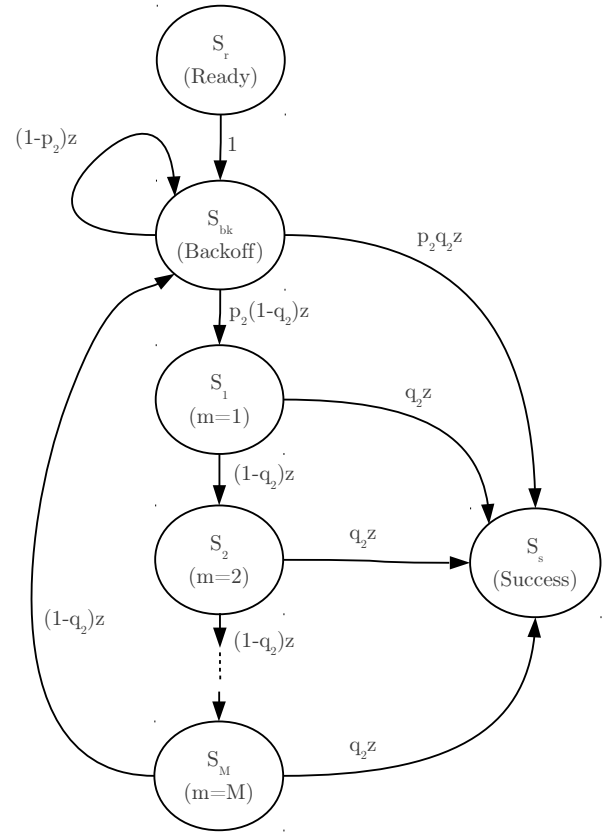 S_r
(Ready)
1
(1-p_2)z
S_bk
(Backoff)
p_2q_2z
p_2(1-q_2)z
S_1
(m=1)
q_2z
(1-q_2)z
S_2
(m=2)
q_2z
S_s
(Success)
(1-q_2)z
(1-q_2)z
S_M
(m=M)
q_2z